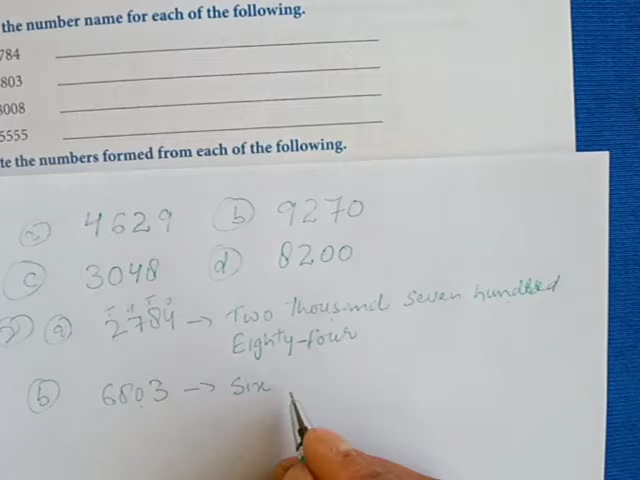 the number name for each of the following.
784
803
8008
5555
te the numbers formed from each of the following.
a 4629 b 9270
c 3048 d 8200
a 2784 → Two Thousand Seven hundred
Eighty-four
b 6803 → Six